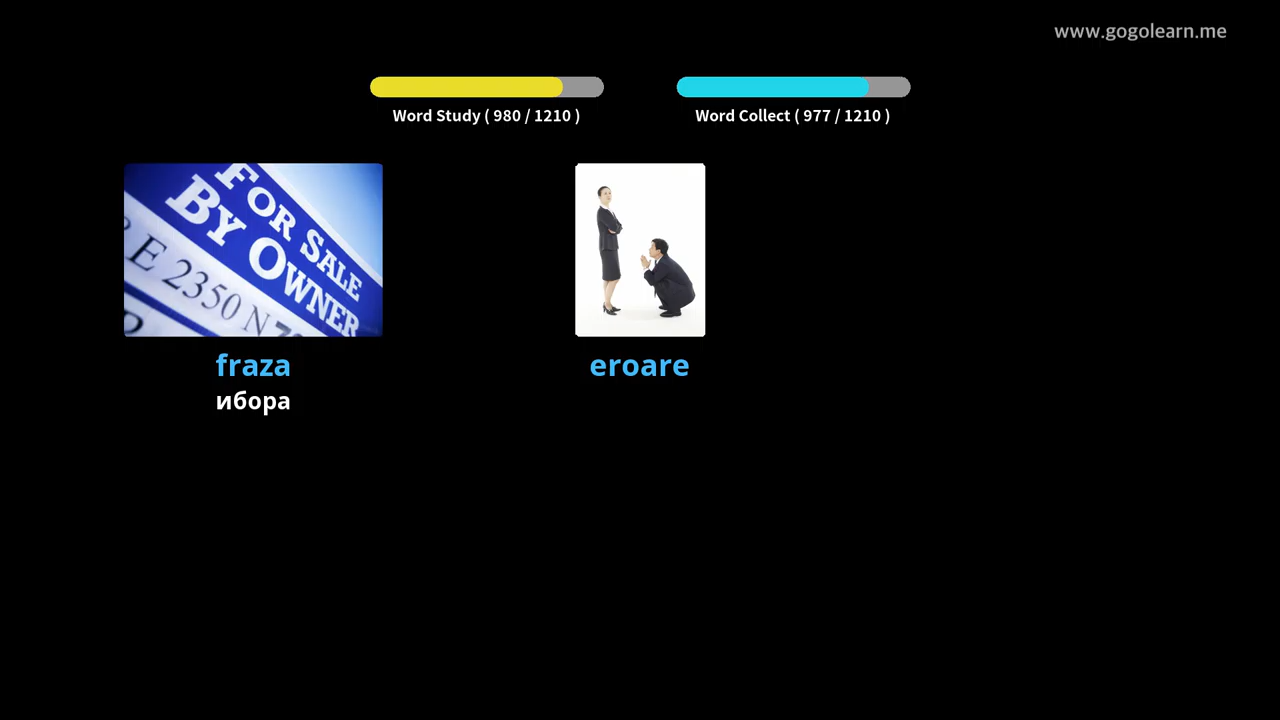 www.gogolearn.me
Word Study ( 980 / 1210 )
Word Collect ( 977 / 1210 )
FOR SALE
BY OWNER
E 2350 N
fraza
eroare
ибора